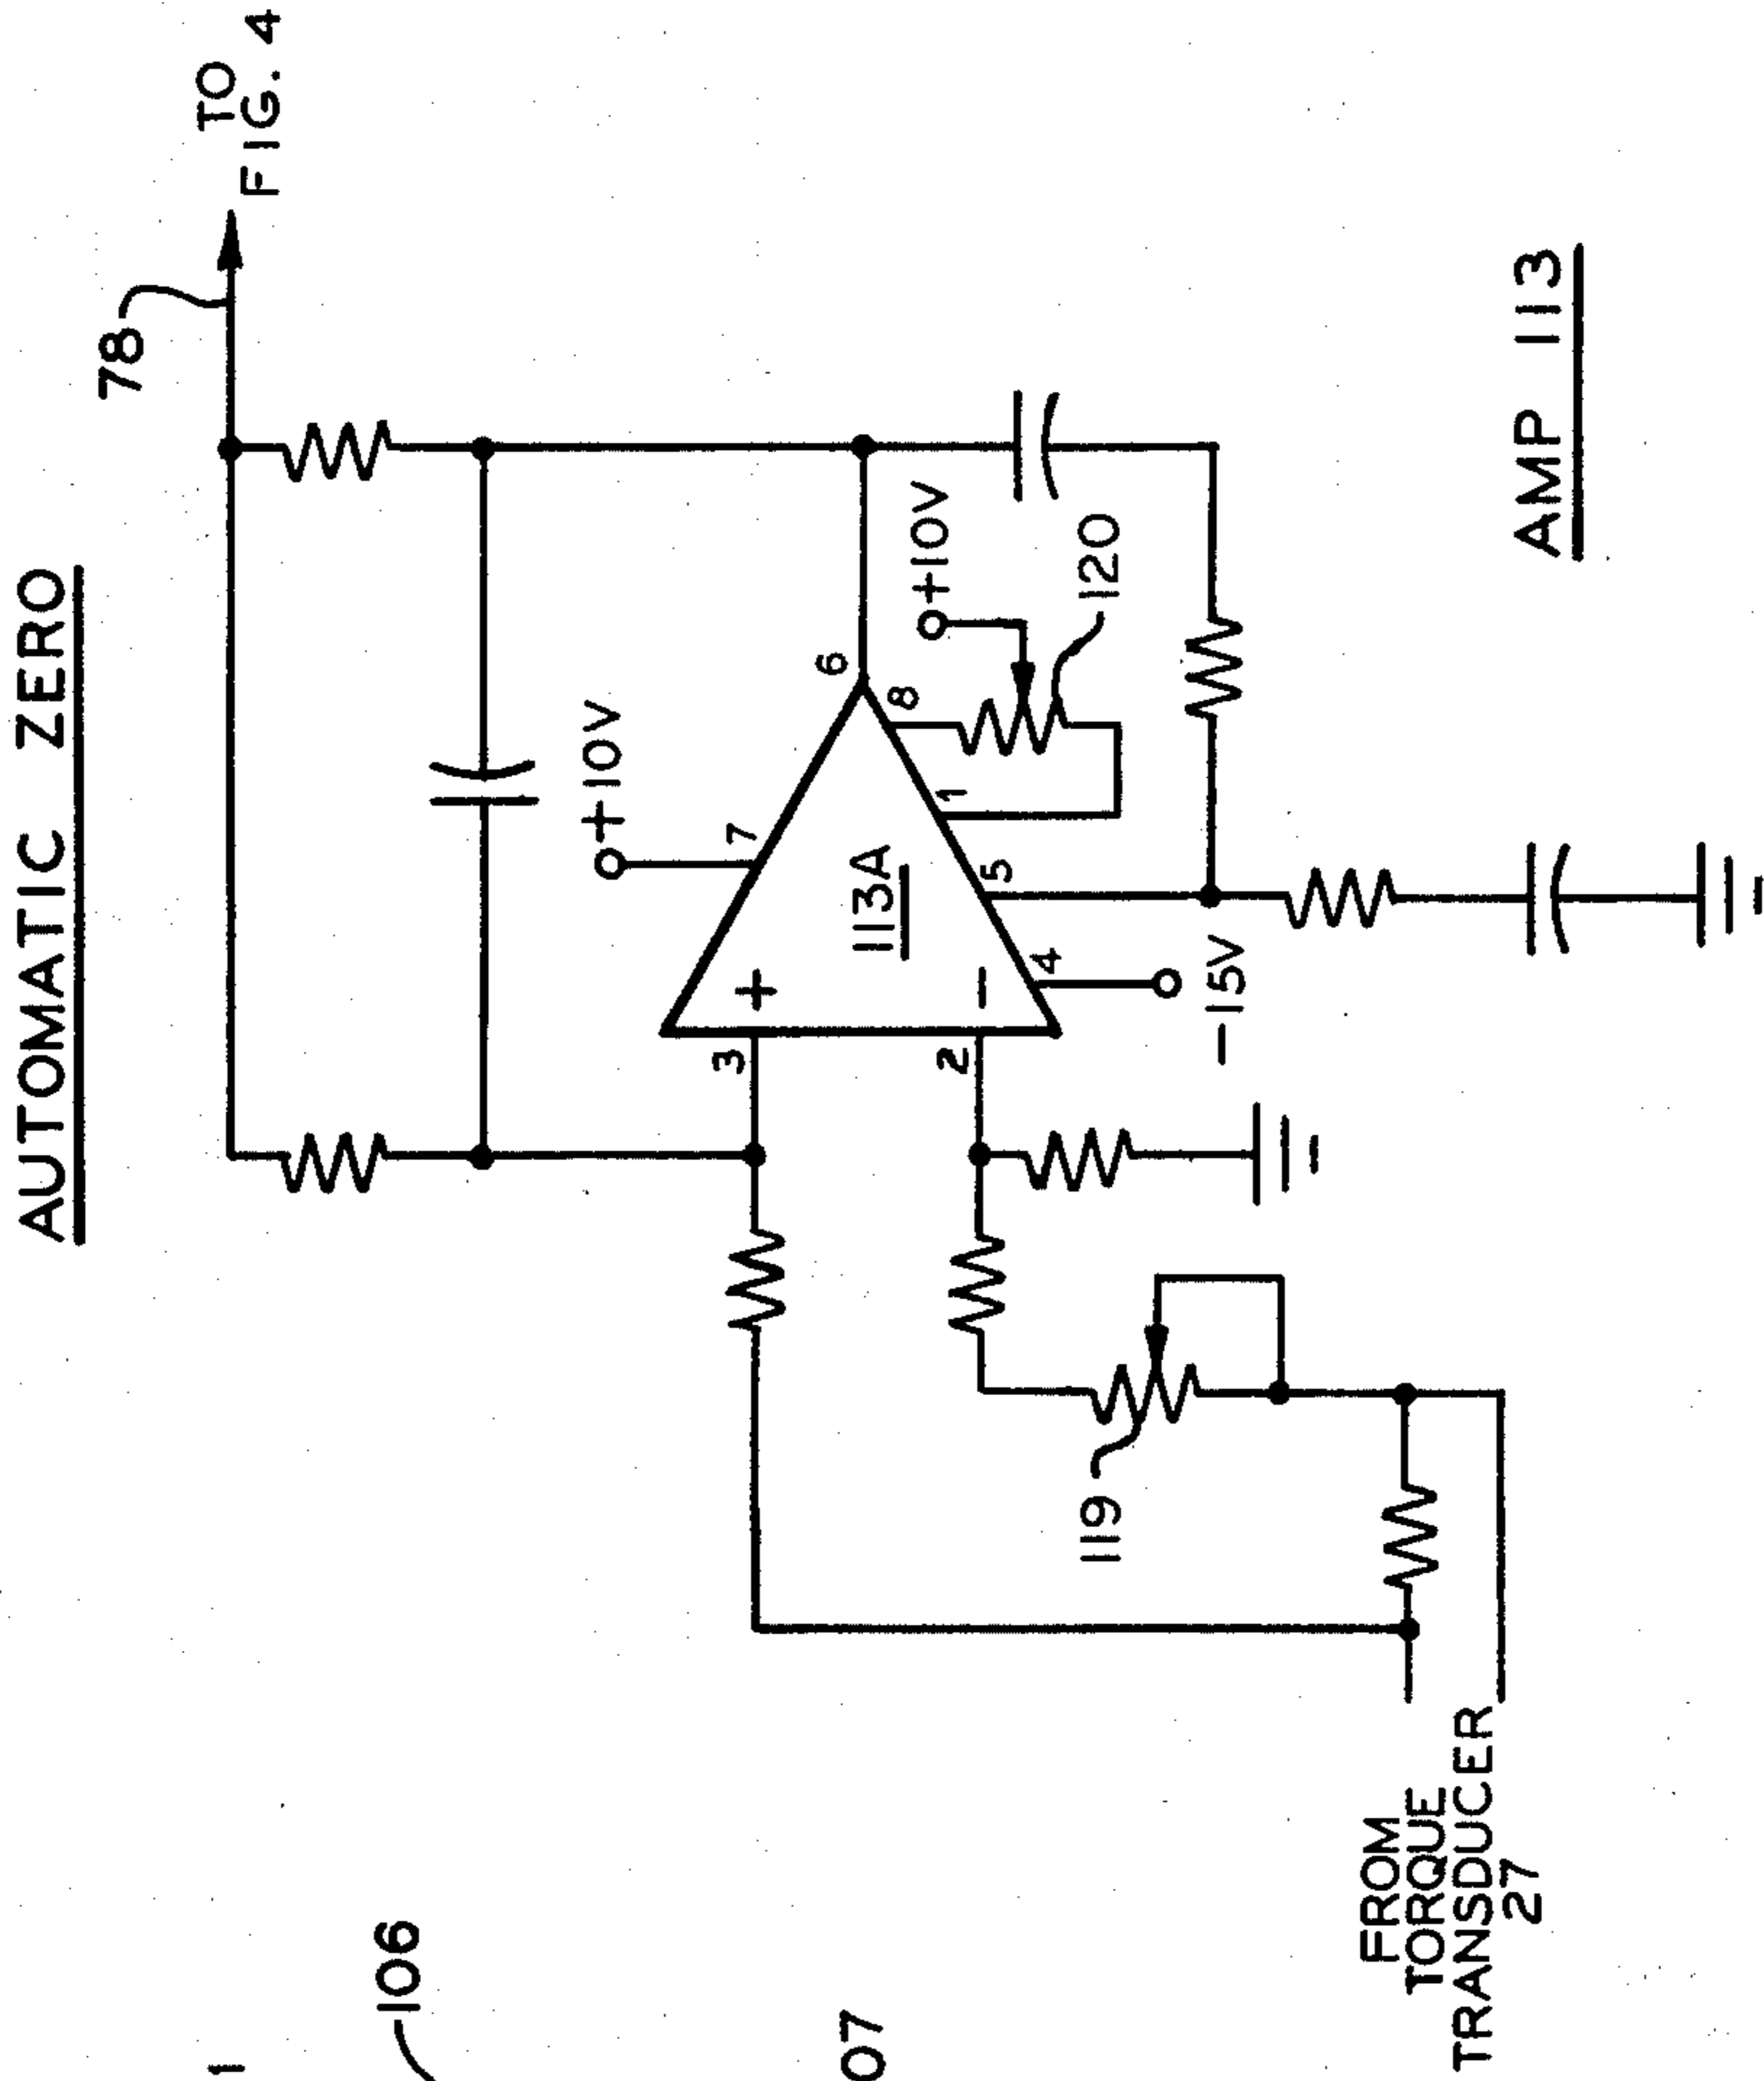 AUTOMATIC ZERO
78
TO
FIG. 4
+10V
7
6
+10V
8
120
1
5
4
-15V
113A
+
-
3
2
119
FROM
TORQUE
TRANSDUCER
27
AMP 113
1
106
07